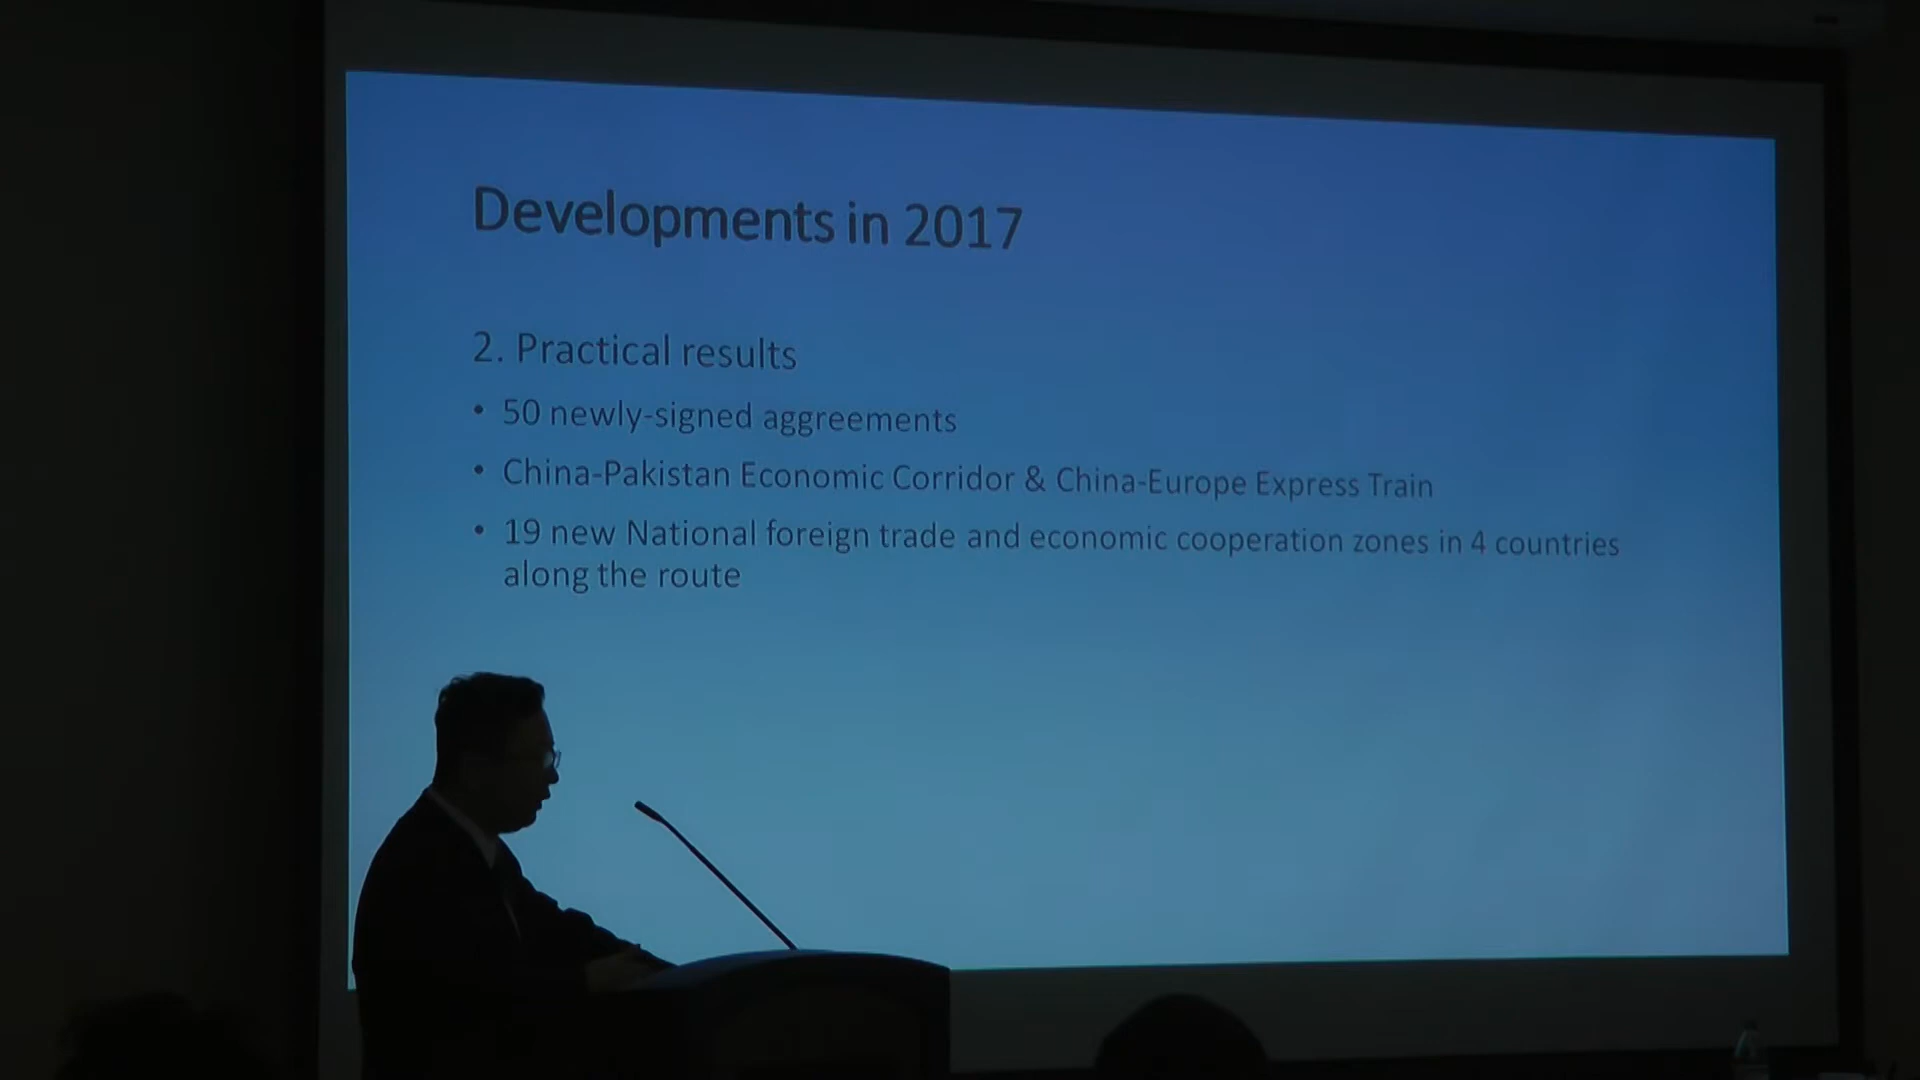 Developments in 2017
2. Practical results
• 50 newly-signed aggreements
• China-Pakistan Economic Corridor & China-Europe Express Train
• 19 new National foreign trade and economic cooperation zones in 4 countries
along the route